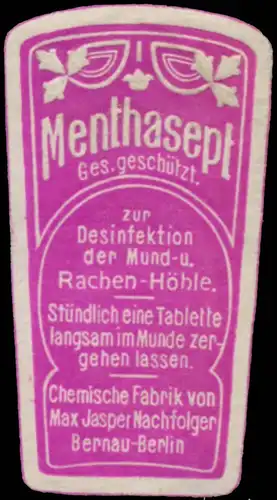 Menthasept
Ges. geschützt.
zur
Desinfektion
der Mund-u.
Rachen-Höhle.
Stündlich eine Tablette
langsam im Munde zer-
gehen lassen.
Chemische Fabrik von
Max Jasper Nachfolger
Bernau-Berlin